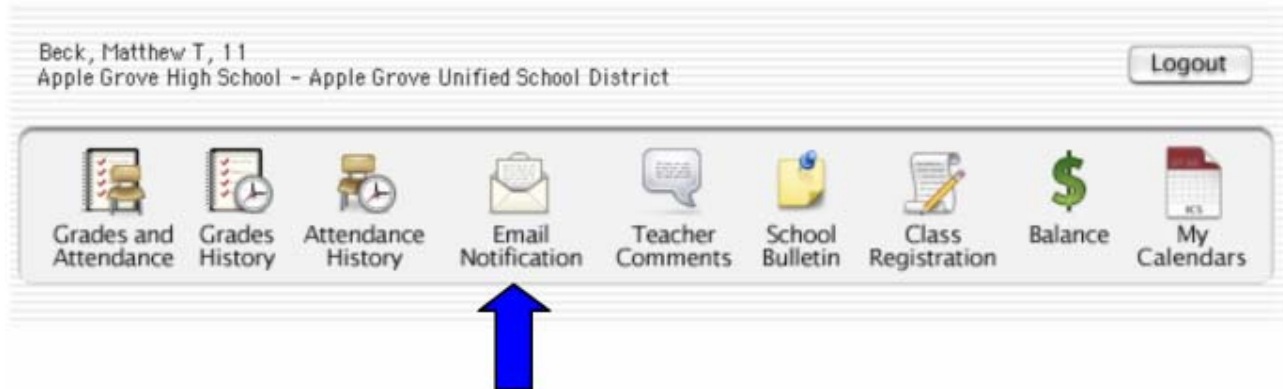 Beck, Matthew T, 11
Apple Grove High School - Apple Grove Unified School District
Logout
Grades and
Attendance
Grades
History
Attendance
History
Email
Notification
Teacher
Comments
School
Bulletin
Class
Registration
Balance
My
Calendars
ICS